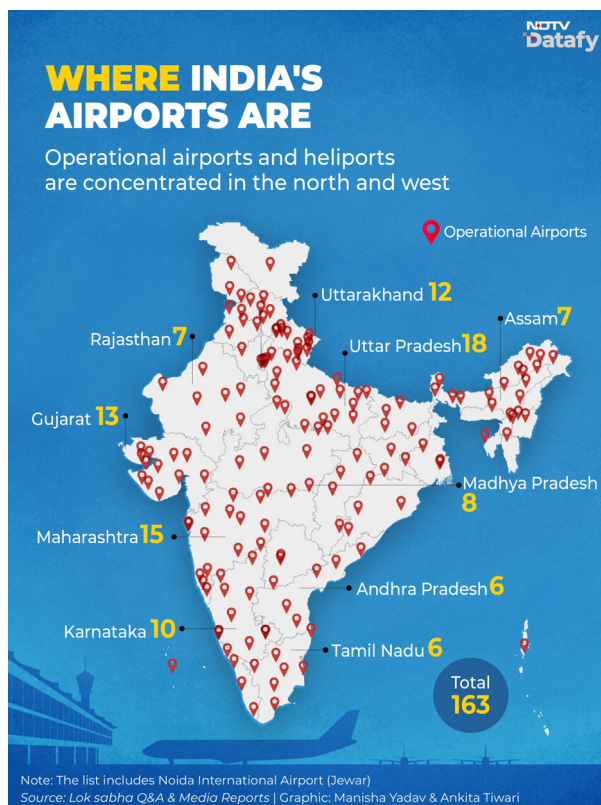 NDTV
Datafy
WHERE INDIA'S
AIRPORTS ARE
Operational airports and heliports
are concentrated in the north and west
Operational Airports
Uttarakhand 12
Assam 7
Rajasthan 7
Uttar Pradesh 18
Gujarat 13
Madhya Pradesh
8
Maharashtra 15
Andhra Pradesh 6
Karnataka 10
Tamil Nadu 6
Total
163
Note: The list includes Noida International Airport (Jewar)
Source: Lok sabha Q&A & Media Reports | Graphic: Manisha Yadav & Ankita Tiwari